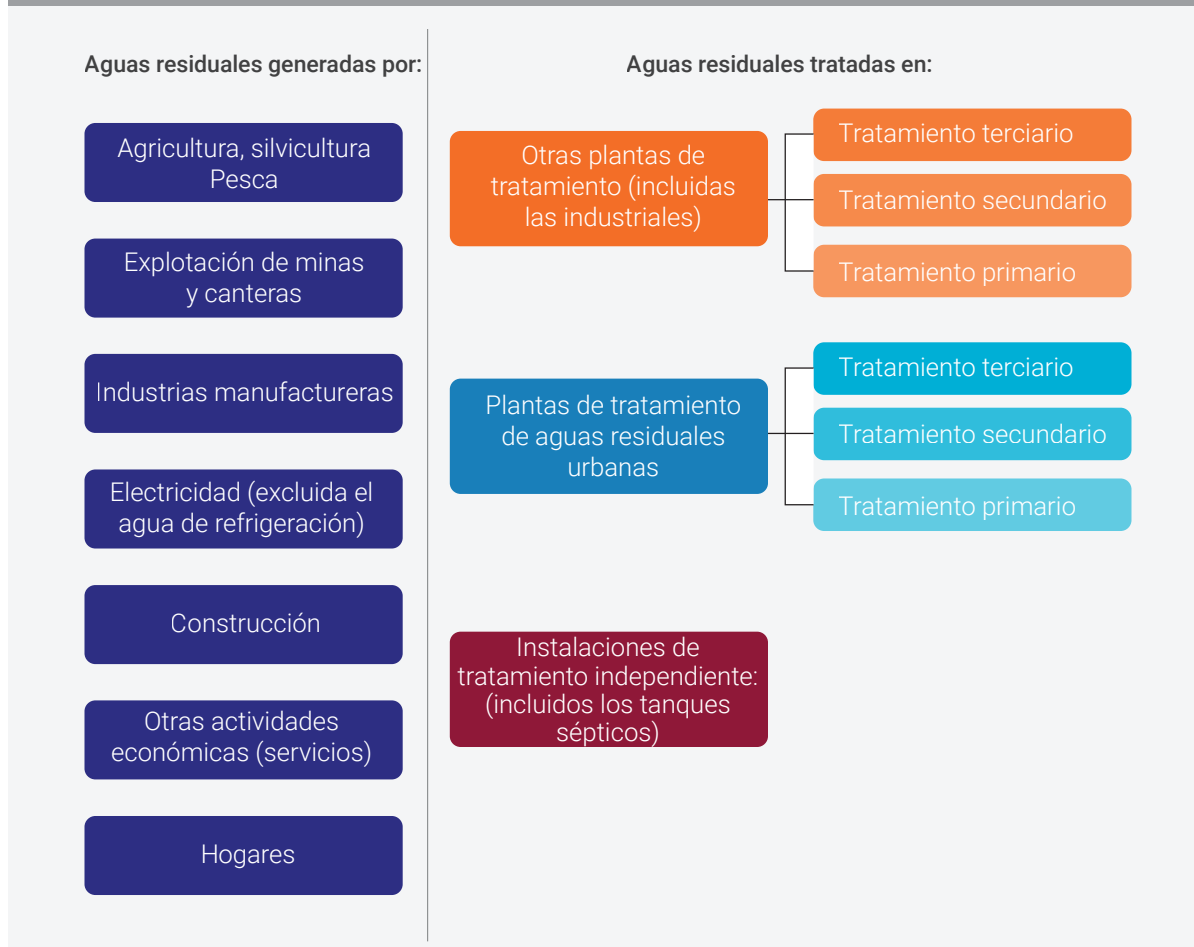 Aguas residuales generadas por:
Agricultura, silvicultura
Pesca
Explotación de minas
y canteras
Industrias manufactureras
Electricidad (excluida el
agua de refrigeración)
Construcción
Otras actividades
económicas (servicios)
Hogares
Aguas residuales tratadas en:
Otras plantas de
tratamiento (incluidas
las industriales)
Tratamiento terciario
Tratamiento secundario
Tratamiento primario
Plantas de tratamiento
de aguas residuales
urbanas
Tratamiento terciario
Tratamiento secundario
Tratamiento primario
Instalaciones de
tratamiento independiente:
(incluidos los tanques
sépticos)